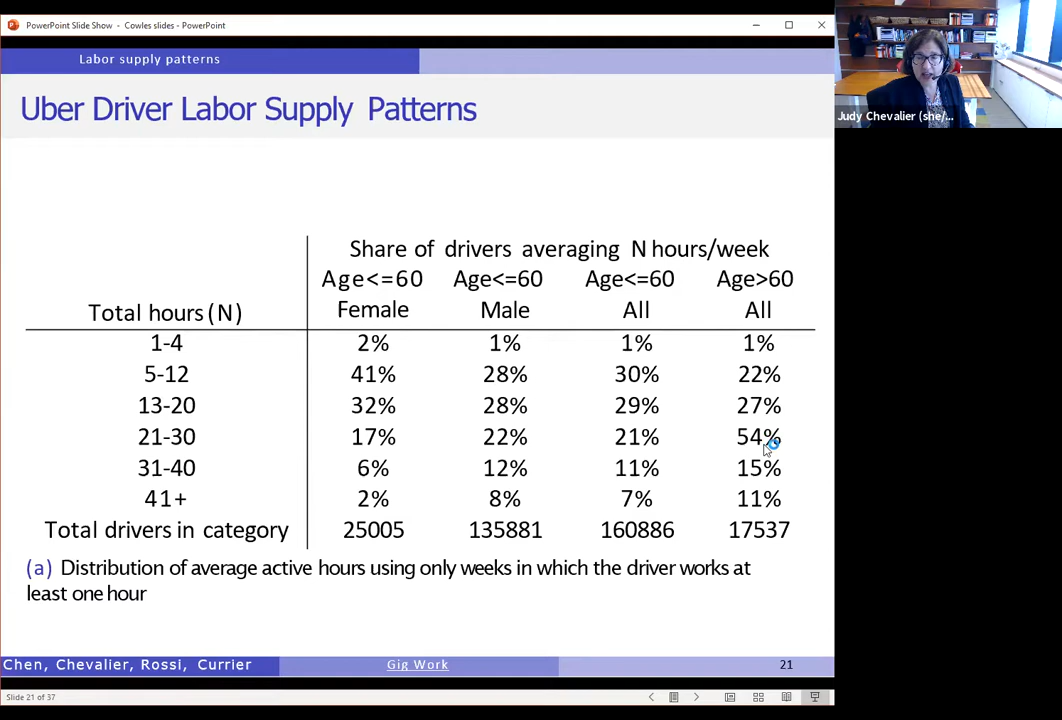 PowerPoint Slide Show - Cowles slides - PowerPoint
Labor supply patterns
Uber Driver Labor Supply Patterns
Judy Chevalier (she/...
Share of drivers averaging N hours/week
Age<=60 Age<=60 Age<=60 Age>60
Total hours (N) Female Male All All
1-4 2% 1% 1% 1%
5-12 41% 28% 30% 22%
13-20 32% 28% 29% 27%
21-30 17% 22% 21% 54%
31-40 6% 12% 11% 15%
41+ 2% 8% 7% 11%
Total drivers in category 25005 135881 160886 17537
(a) Distribution of average active hours using only weeks in which the driver works at
least one hour
Chen, Chevalier, Rossi, Currier Gig Work 21
Slide 21 of 37